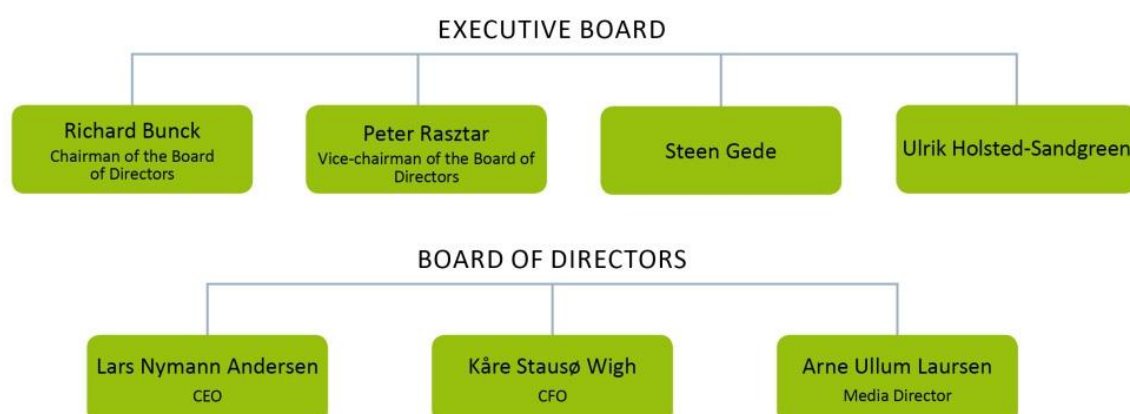 EXECUTIVE BOARD
Richard Bunck
Chairman of the Board
of Directors
Peter Rasztar
Vice-chairman of the Board of
Directors
Steen Gede
Ulrik Holsted-Sandgreen
BOARD OF DIRECTORS
Lars Nymann Andersen
CEO
Kåre Stausø Wigh
CFO
Arne Ullum Laursen
Media Director